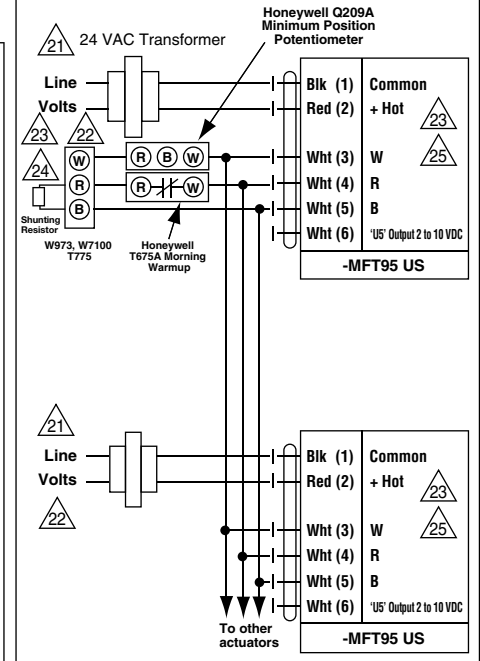 Honeywell Q209A
Minimum Position
Potentiometer
21 24 VAC Transformer
Line
Volts
Blk (1) Common
Red (2) + Hot
23
23 22
W R B W Wht (3) W
25
24
R R W Wht (4) R
B Wht (5) B
Shunting
Resistor
Wht (6) 'U5' Output 2 to 10 VDC
W973, W7100
T775
Honeywell
T675A Morning
Warmup
-MFT95 US
21
Line
Volts
Blk (1) Common
Red (2) + Hot
23
22
Wht (3) W
25
Wht (4) R
Wht (5) B
Wht (6) 'U5' Output 2 to 10 VDC
To other
actuators
-MFT95 US